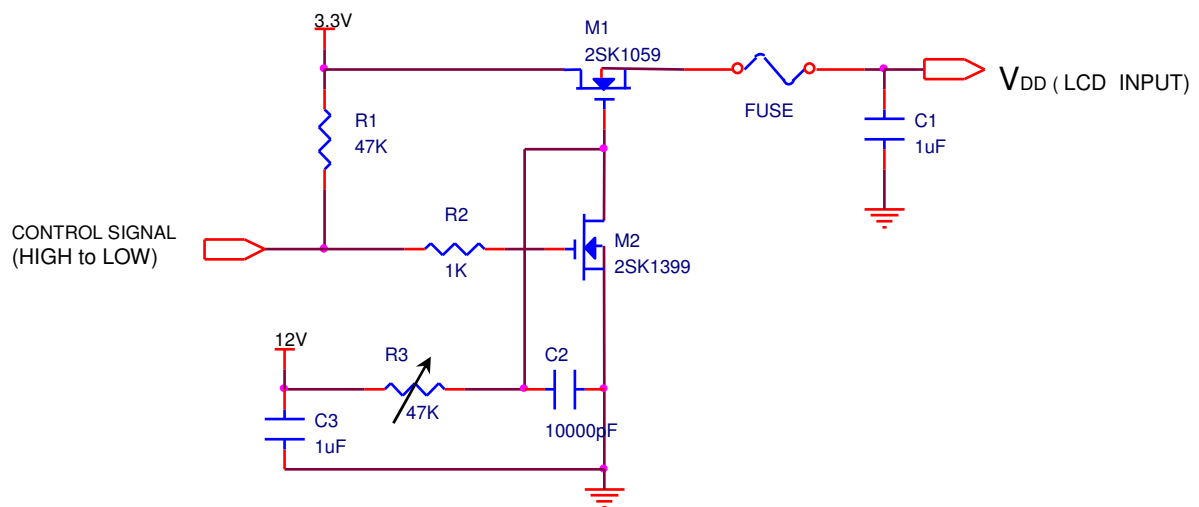 3.3V
M1
2SK1059
FUSE
VDD ( LCD INPUT)
R1
47K
C1
1uF
CONTROL SIGNAL
(HIGH to LOW)
R2
1K
M2
2SK1399
12V
R3
47K
C2
10000pF
C3
1uF